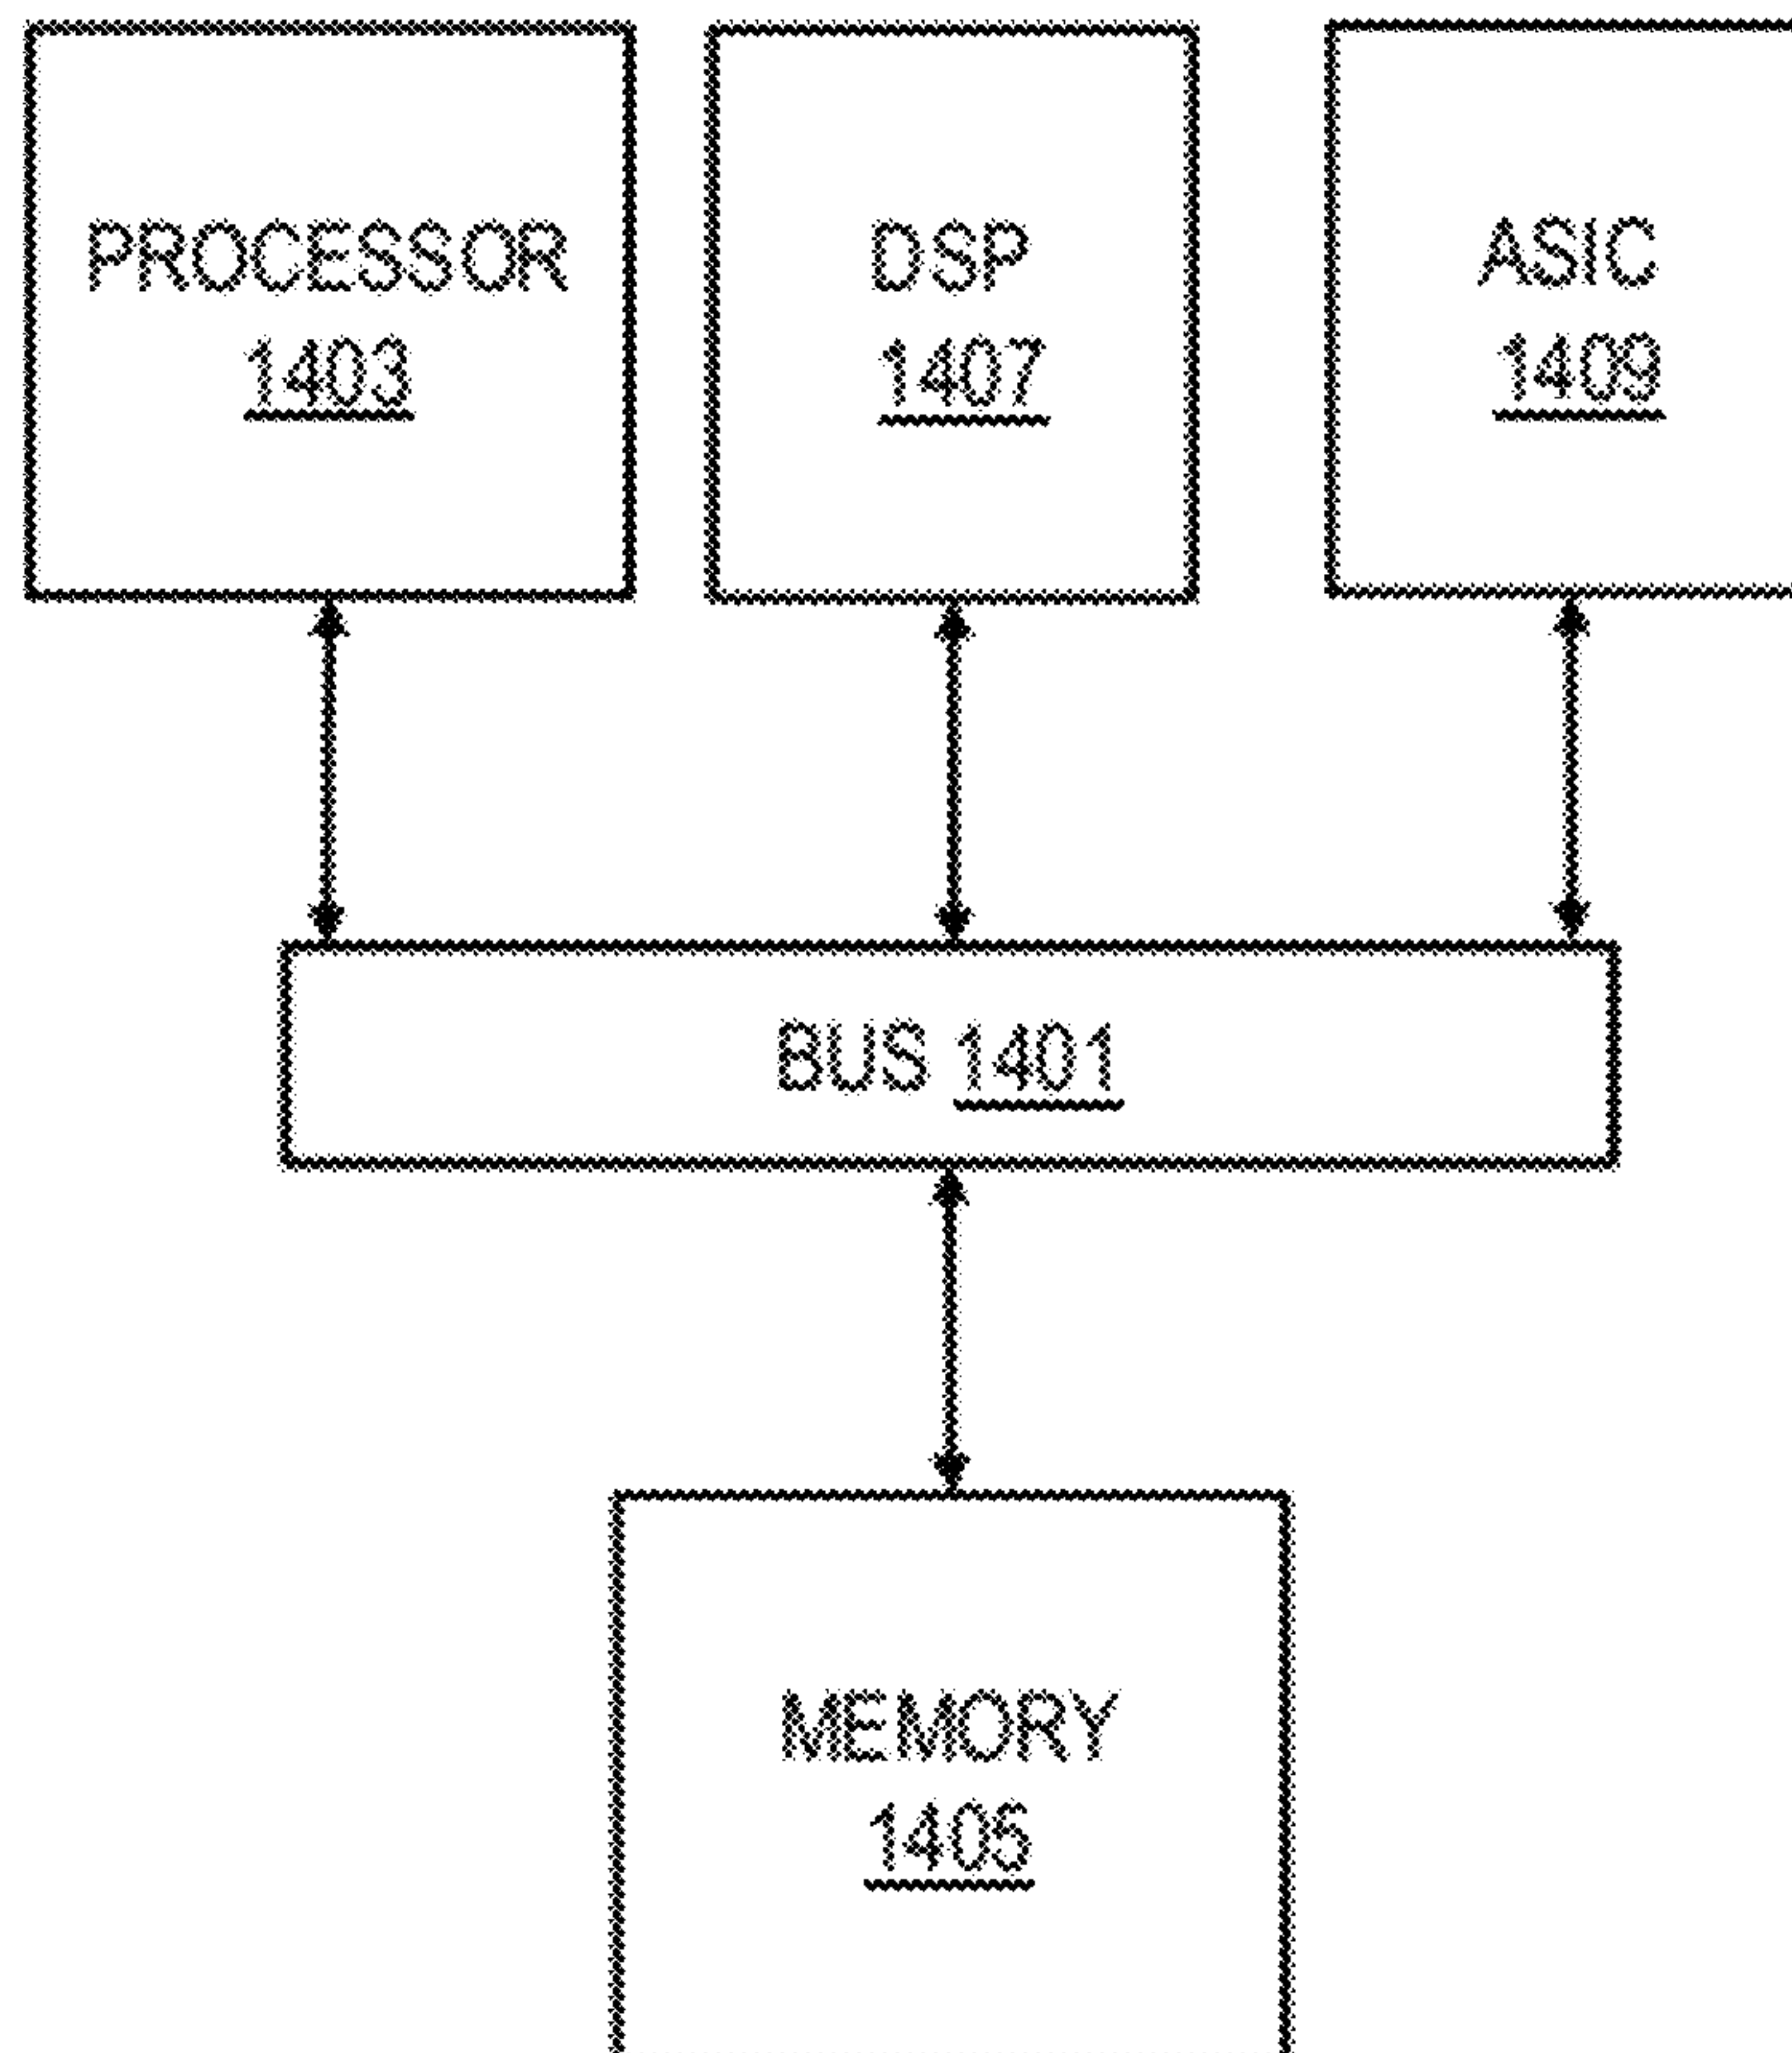 PROCESSOR
1403
DSP
1407
ASIC
1409
BUS 1401
MEMORY
1405